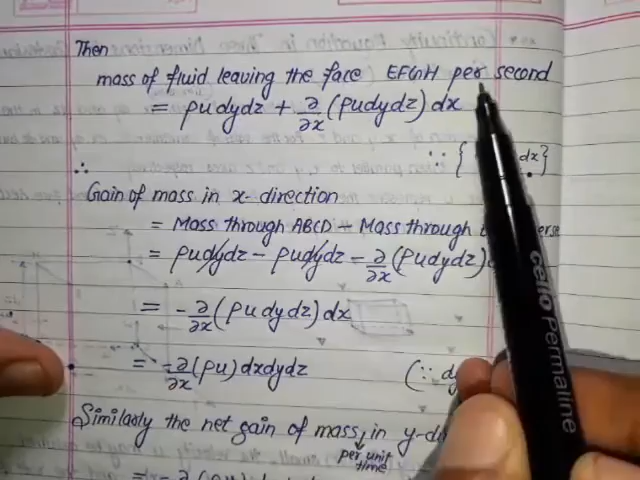 Then
mass of fluid leaving the face EFGH per second
= ρudydz + ∂/∂x (ρudydz) dx
∵ { dx}
∴
Gain of mass in x-direction
= Mass through ABCD - Mass through
= ρudydz - ρudydz - ∂/∂x (ρudydz)
= - ∂/∂x (ρudydz) dx
= - ∂/∂x (ρu) dxdydz (∵ dy
Similarly the net gain of mass, in y-di
per unit
time
cello Permaline